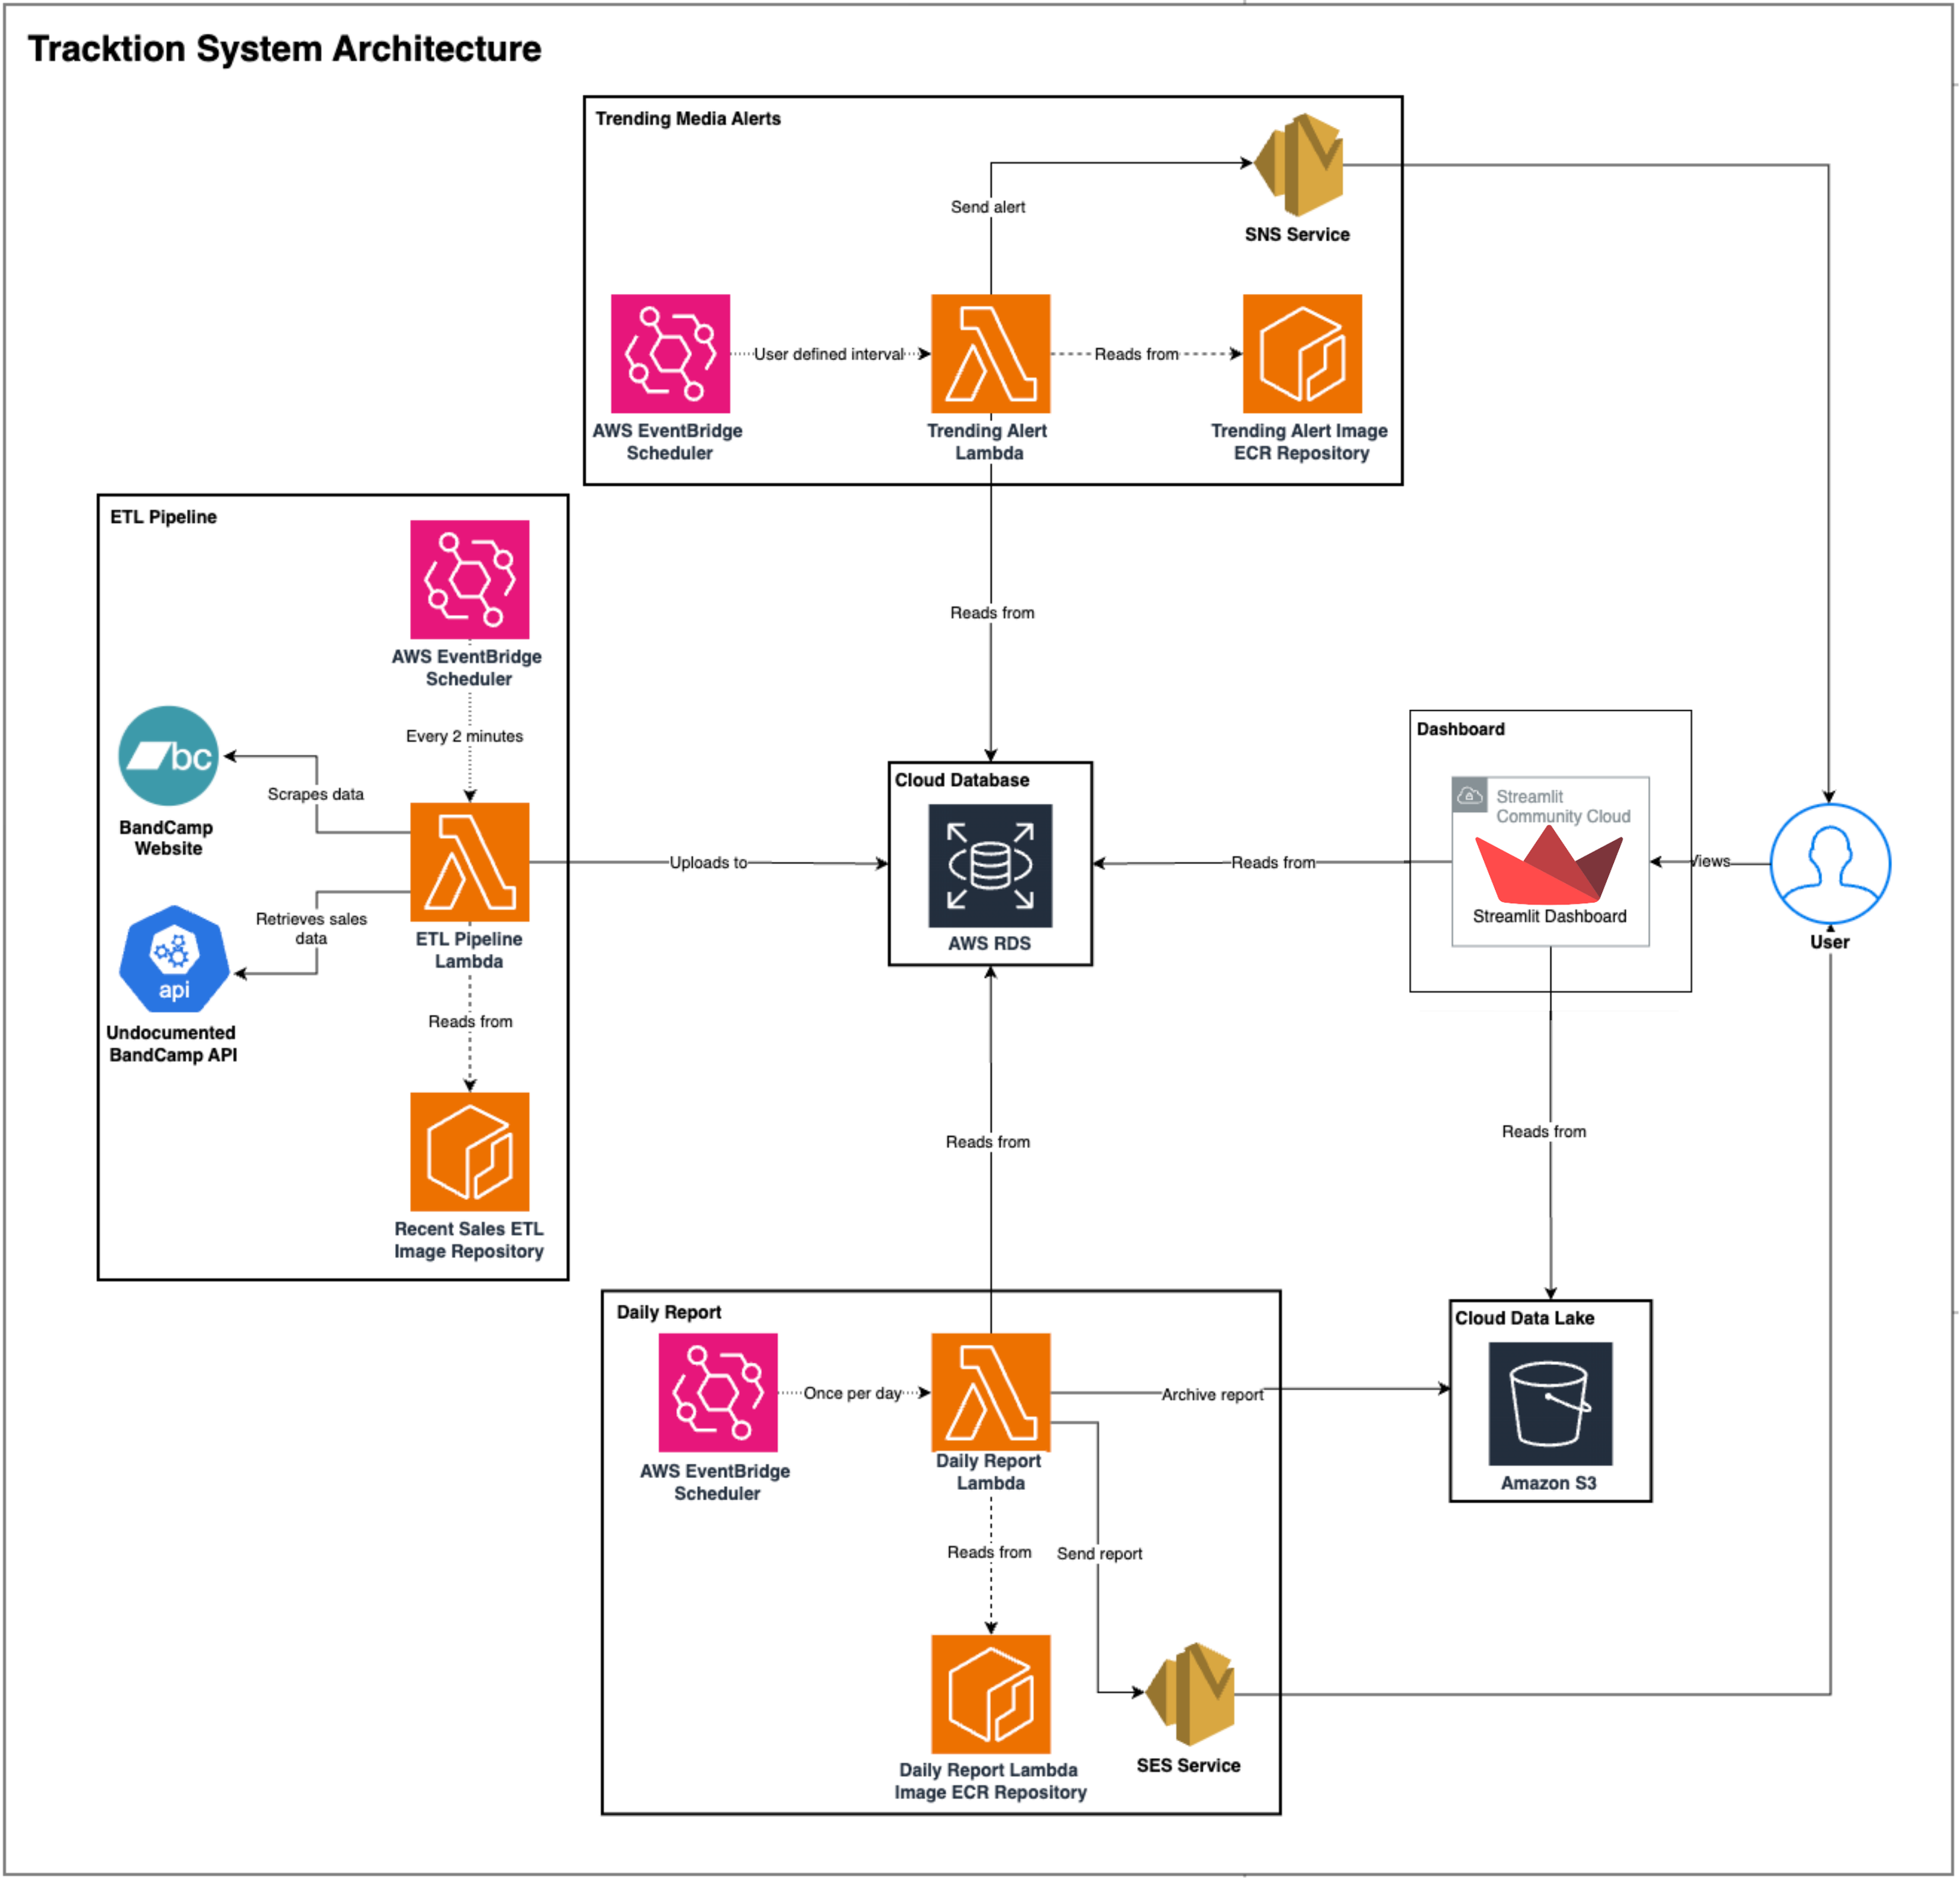 Tracktion System Architecture
Trending Media Alerts
Send alert
SNS Service
User defined interval
Reads from
AWS EventBridge
Scheduler
Trending Alert
Lambda
Trending Alert Image
ECR Repository
Reads from
ETL Pipeline
AWS EventBridge
Scheduler
Every 2 minutes
bc
Scrapes data
BandCamp
Website
Retrieves sales
data
api
Undocumented
BandCamp API
ETL Pipeline
Lambda
Reads from
Recent Sales ETL
Image Repository
Uploads to
Cloud Database
AWS RDS
Reads from
Dashboard
Streamlit
Community Cloud
Streamlit Dashboard
Views
User
Reads from
Reads from
Cloud Data Lake
Amazon S3
Daily Report
AWS EventBridge
Scheduler
Once per day
Daily Report
Lambda
Archive report
Reads from
Send report
Daily Report Lambda
Image ECR Repository
SES Service